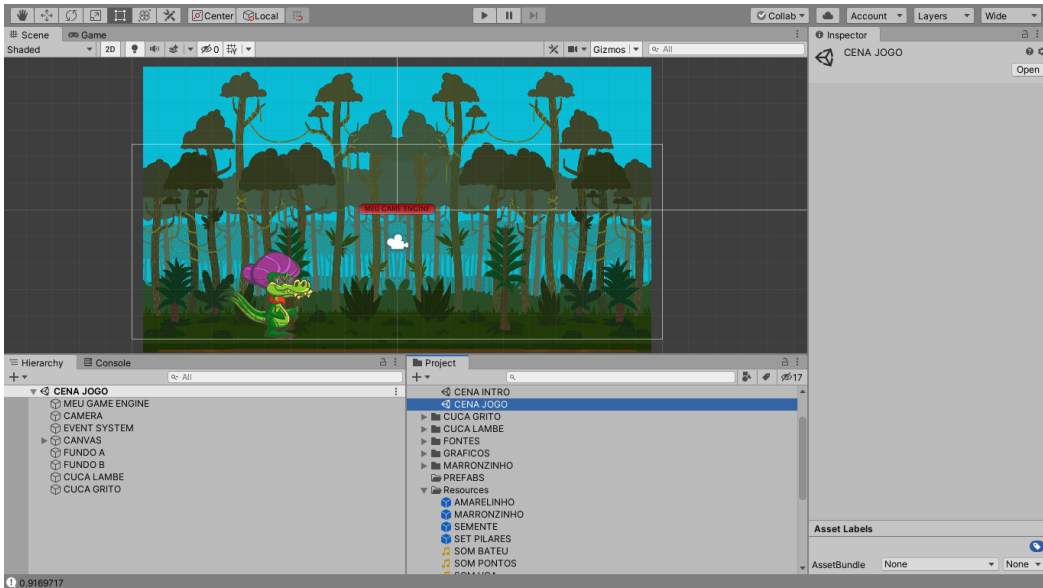 Center Local Collab Account Layers Wide
Scene Game Inspector
Shaded 2D 0 Gizmos All
CENA JOGO
Open
MEU GAME ENGINE
Hierarchy Console Project
All 17
CENA JOGO
MEU GAME ENGINE
CAMERA
EVENT SYSTEM
CANVAS
FUNDO A
FUNDO B
CUCA LAMBE
CUCA GRITO
CENA INTRO
CENA JOGO
CUCA GRITO
CUCA LAMBE
FONTES
GRAFICOS
MARRONZINHO
PREFABS
Resources
AMARELINHO
MARRONZINHO
SEMENTE
SET PILARES
SOM BATEU
SOM PONTOS
Asset Labels
AssetBundle None None
0.9169717